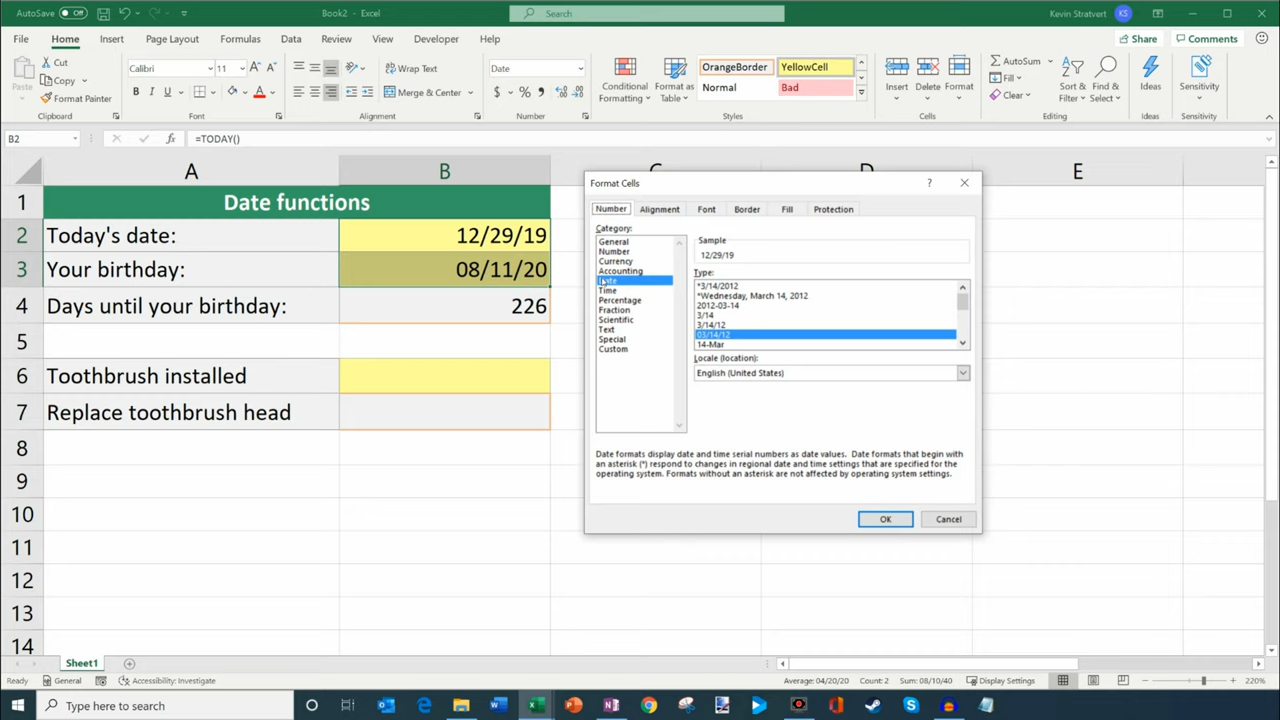 AutoSave Off
Book2 - Excel
Search
Kevin Stratvert KS
File Home Insert Page Layout Formulas Data Review View Developer Help
Share Comments
Paste
Cut
Copy
Format Painter
Clipboard
Calibri 11
B I U
Font
Wrap Text
Merge & Center
Alignment
Date
$ % ,
Number
Conditional Formatting
Format as Table
OrangeBorder YellowCell
Normal Bad
Styles
Insert Delete Format
Cells
AutoSum
Fill
Clear
Sort & Filter
Find & Select
Editing
Ideas
Ideas
Sensitivity
Sensitivity
B2
fx =TODAY()
A B C D E
1 Date functions
2 Today's date: 12/29/19
3 Your birthday: 08/11/20
4 Days until your birthday: 226
5
6 Toothbrush installed
7 Replace toothbrush head
8
9
10
11
12
13
14
Format Cells ?
Number Alignment Font Border Fill Protection
Category:
General
Number
Currency
Accounting
Date
Time
Percentage
Fraction
Scientific
Text
Special
Custom
Sample
12/29/19
Type:
*3/14/2012
*Wednesday, March 14, 2012
2012-03-14
3/14
3/14/12
03/14/12
14-Mar
Locale (location):
English (United States)
Date formats display date and time serial numbers as date values. Date formats that begin with
an asterisk (*) respond to changes in regional date and time settings that are specified for the
operating system. Formats without an asterisk are not affected by operating system settings.
OK Cancel
Sheet1
Ready General Accessibility: Investigate Average: 04/20/20 Count: 2 Sum: 08/10/40 Display Settings 220%
Type here to search